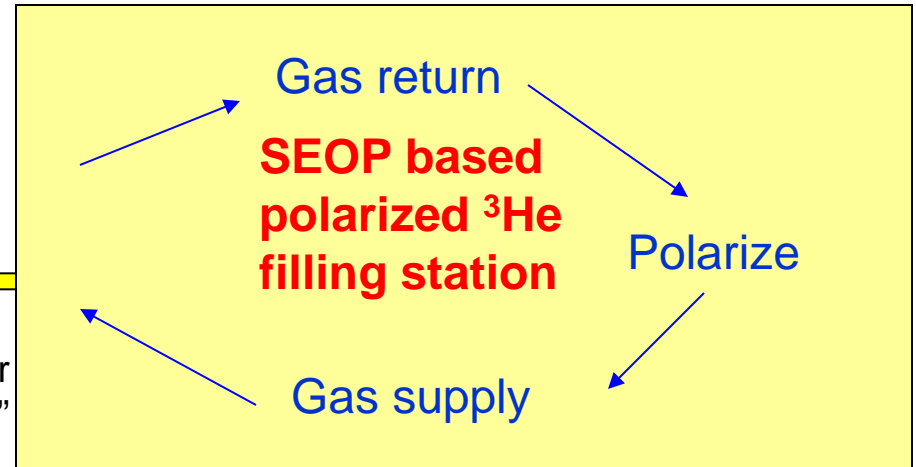 Gas return
SEOP based
polarized ³He
filling station
Polarize
Gas supply
r
”